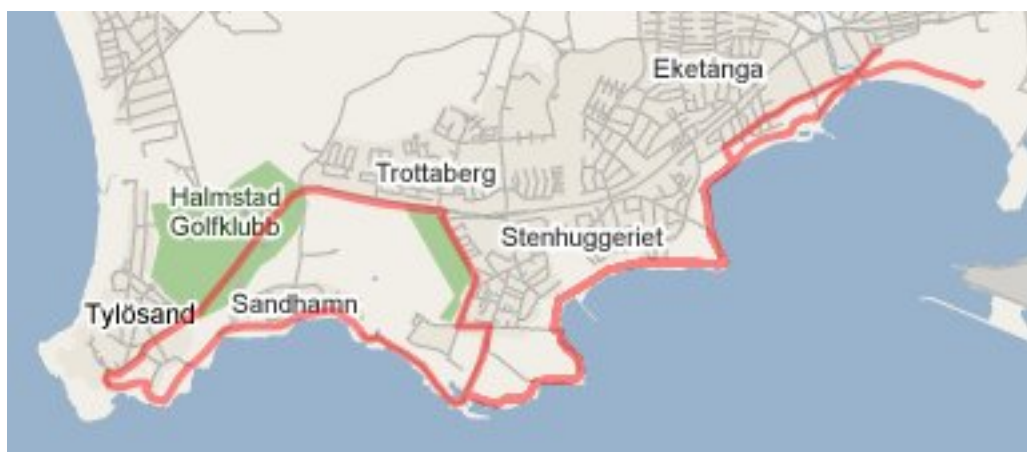 Eketånga
Trottaberg
Halmstad
Golfklubb
Stenhuggeriet
Sandhamn
Tylösand